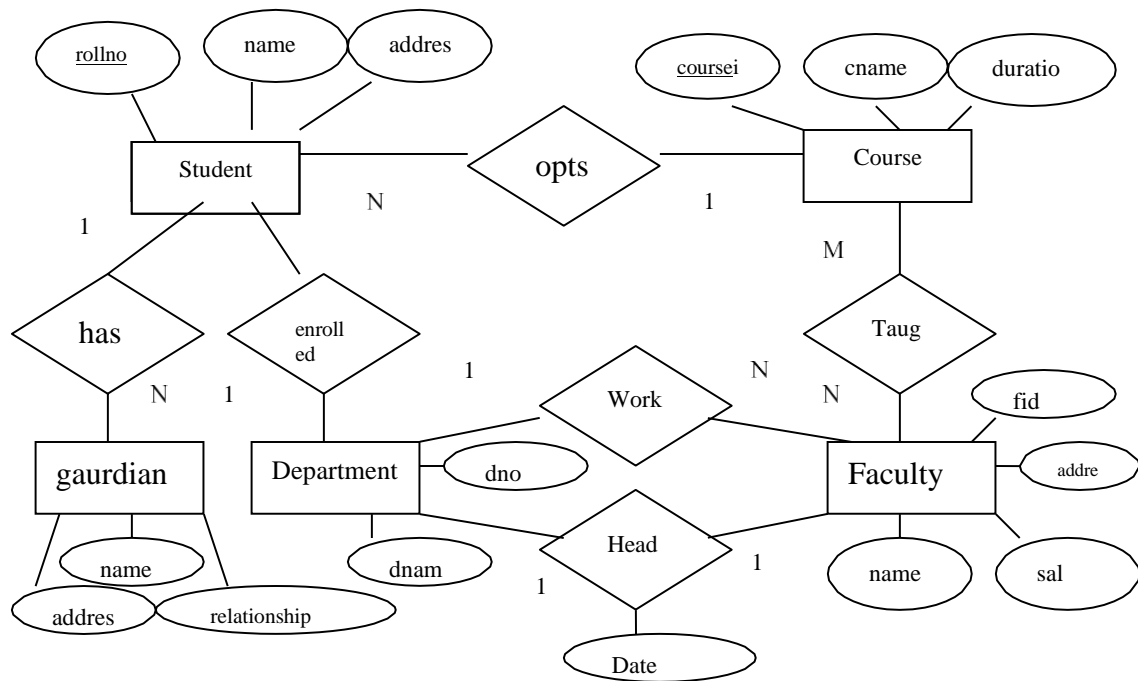 rollno
name
addres
coursei
cname
duratio
Student
opts
Course
N
1
1
M
has
enroll
ed
Taug
1
Work
N
N
1
N
fid
gaurdian
Department
dno
Faculty
addre
name
dnam
Head
1
1
name
sal
addres
relationship
Date